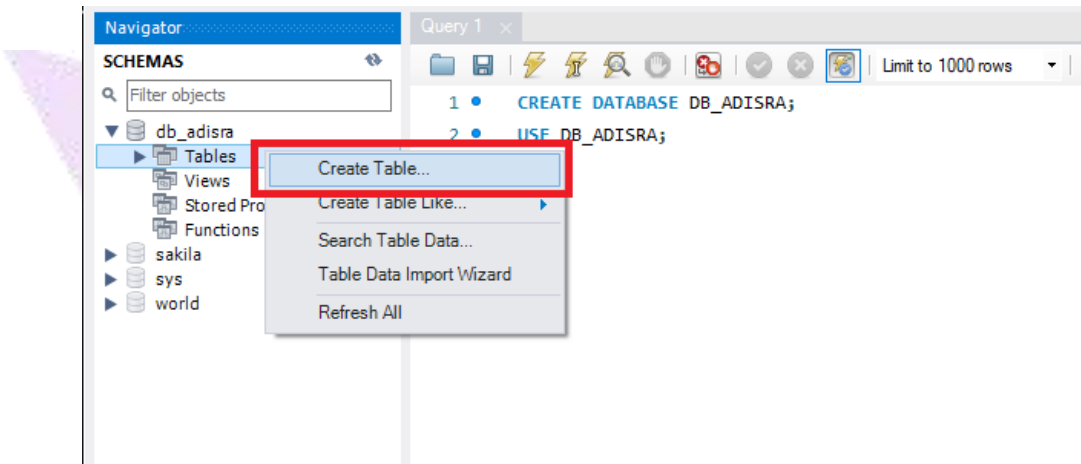 Navigator
SCHEMAS
Filter objects
db_adisra
Tables
Views
Stored Pro
Functions
sakila
sys
world
Create Table...
Create Table Like...
Search Table Data...
Table Data Import Wizard
Refresh All
Query 1
Limit to 1000 rows
1 CREATE DATABASE DB_ADISRA;
2 USE DB_ADISRA;